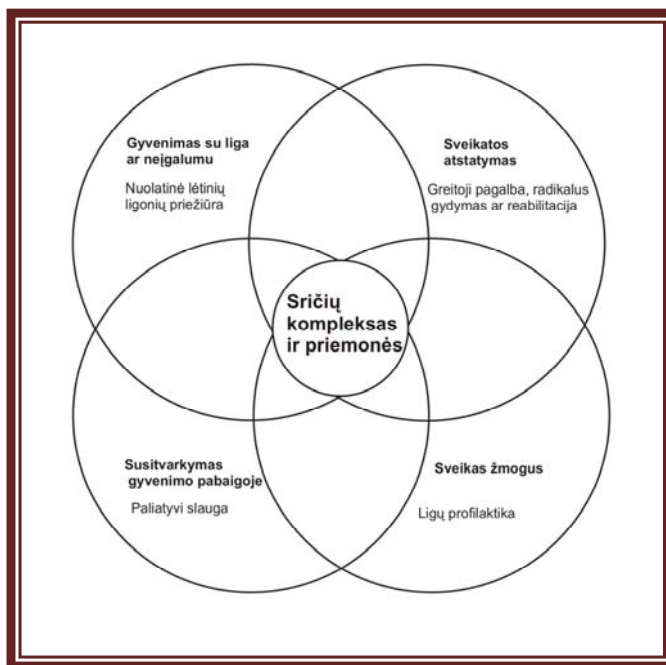 Gyvenimas su liga
ar neįgalumu
Nuolatinė lėtinių
ligonių priežiūra
Sveikatos
atstatymas
Greitoji pagalba, radikalus
gydymas ar reabilitacija
Sričių
kompleksas
ir priemonės
Susitvarkymas
gyvenimo pabaigoje
Paliatyvi slauga
Sveikas žmogus
Ligų profilaktika